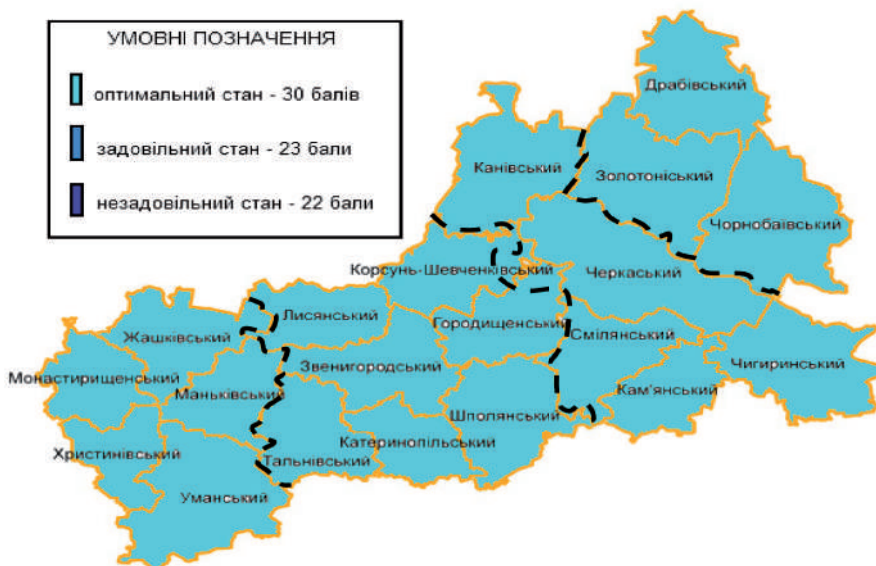 УМОВНІ ПОЗНАЧЕННЯ
оптимальний стан - 30 балів
задовільний стан - 23 бали
незадовільний стан - 22 бали
Драбівський
Канівський
Золотоніський
Чорнобаївський
Корсунь-Шевченківський
Черкаський
Лисянський
Городищенський
Смілянський
Жашківський
Звенигородський
Чигиринський
Монастирищенський
Маньківський
Кам'янський
Шполянський
Катеринопільський
Христинівський
Тальнівський
Уманський